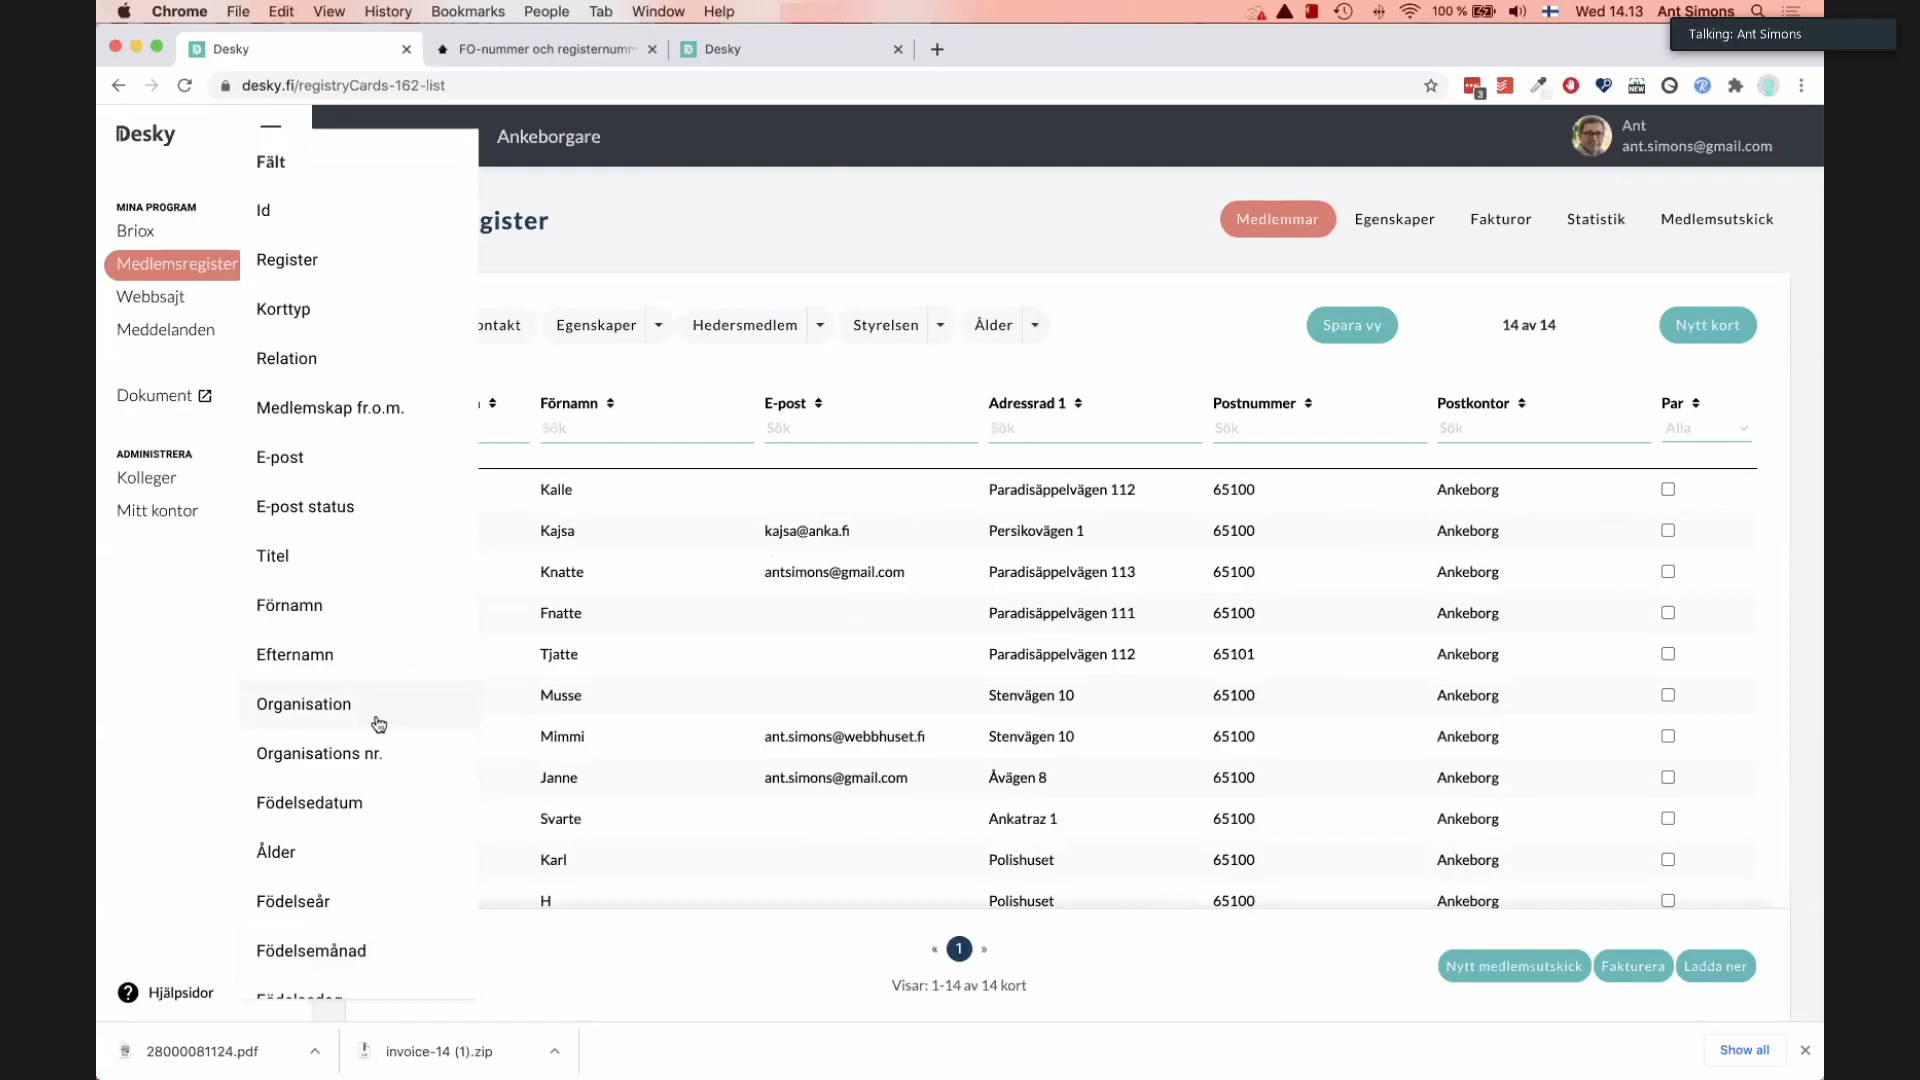 Chrome File Edit View History Bookmarks People Tab Window Help 100 % Wed 14.13 Ant Simons
Talking: Ant Simons
Desky FO-nummer och registernumm Desky
desky.fi/registryCards-162-list
3 NEW
Desky
Ankeborgare
Ant
ant.simons@gmail.com
MINA PROGRAM
Briox
Medlemsregister
Webbsajt
Meddelanden
Dokument
ADMINISTRERA
Kolleger
Mitt kontor
Hjälpsidor
Fält
Id
Register
Korttyp
Relation
Medlemskap fr.o.m.
E-post
E-post status
Titel
Förnamn
Efternamn
Organisation
Organisations nr.
Födelsedatum
Ålder
Födelseår
Födelsemånad
gister
Medlemmar Egenskaper Fakturor Statistik Medlemsutskick
ontakt Egenskaper Hedersmedlem Styrelsen Ålder Spara vy 14 av 14 Nytt kort
Förnamn E-post Adressrad 1 Postnummer Postkontor Par
Sök Sök Sök Sök Sök Alla
Kalle Paradisäppelvägen 112 65100 Ankeborg
Kajsa kajsa@anka.fi Persikovägen 1 65100 Ankeborg
Knatte antsimons@gmail.com Paradisäppelvägen 113 65100 Ankeborg
Fnatte Paradisäppelvägen 111 65100 Ankeborg
Tjatte Paradisäppelvägen 112 65101 Ankeborg
Musse Stenvägen 10 65100 Ankeborg
Mimmi ant.simons@webbhuset.fi Stenvägen 10 65100 Ankeborg
Janne ant.simons@gmail.com Åvägen 8 65100 Ankeborg
Svarte Ankatraz 1 65100 Ankeborg
Karl Polishuset 65100 Ankeborg
H Polishuset 65100 Ankeborg
« 1 »
Visar: 1-14 av 14 kort
Nytt medlemsutskick Fakturera Ladda ner
28000081124.pdf invoice-14 (1).zip Show all